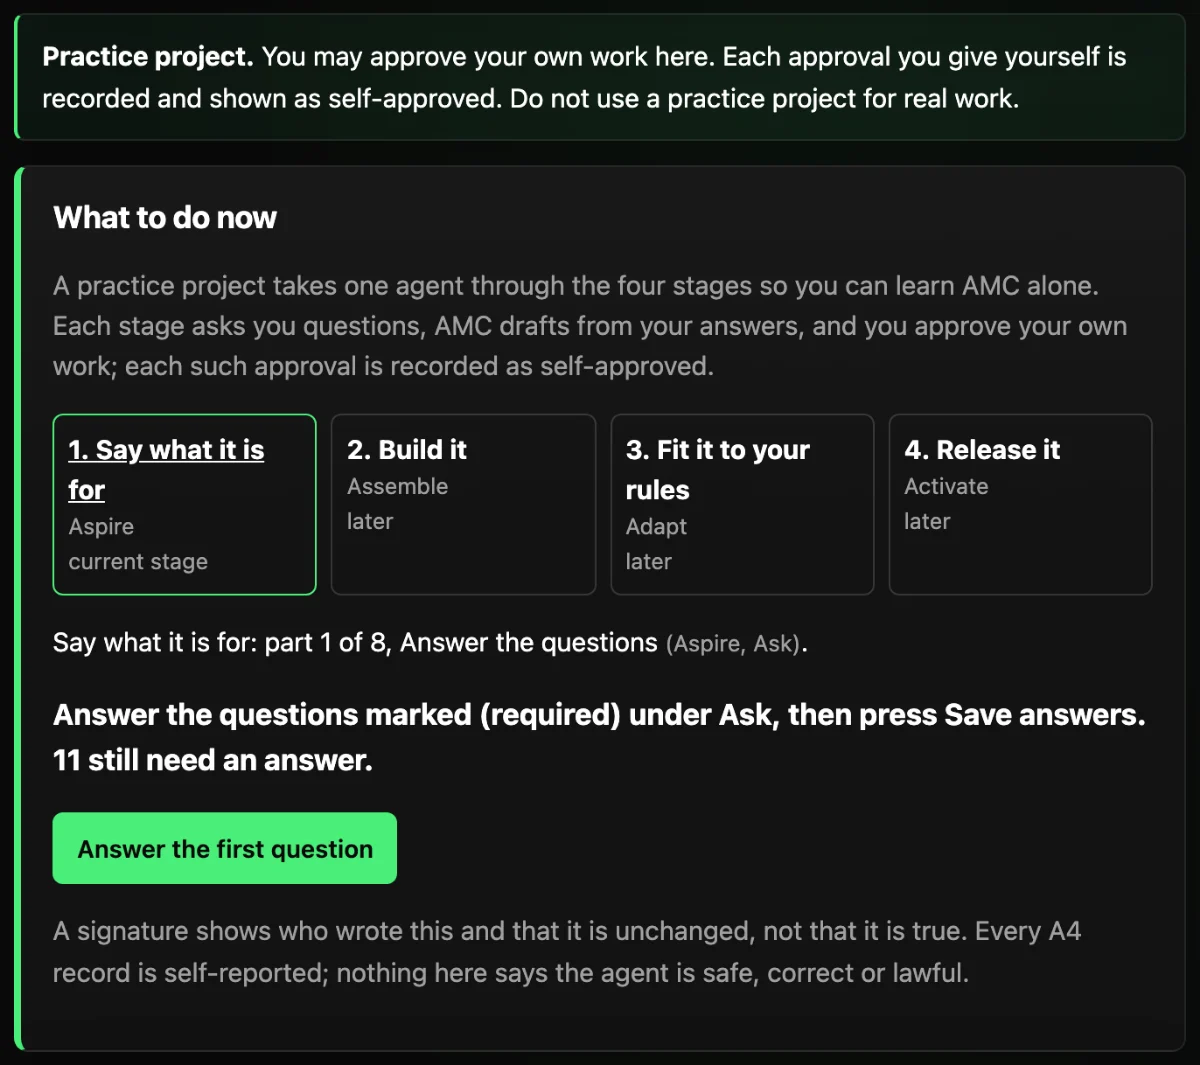 Practice project. You may approve your own work here. Each approval you give yourself is
recorded and shown as self-approved. Do not use a practice project for real work.
What to do now
A practice project takes one agent through the four stages so you can learn AMC alone.
Each stage asks you questions, AMC drafts from your answers, and you approve your own
work; each such approval is recorded as self-approved.
1. Say what it is
for
Aspire
current stage
2. Build it
Assemble
later
3. Fit it to your
rules
Adapt
later
4. Release it
Activate
later
Say what it is for: part 1 of 8, Answer the questions (Aspire, Ask).
Answer the questions marked (required) under Ask, then press Save answers.
11 still need an answer.
Answer the first question
A signature shows who wrote this and that it is unchanged, not that it is true. Every A4
record is self-reported; nothing here says the agent is safe, correct or lawful.